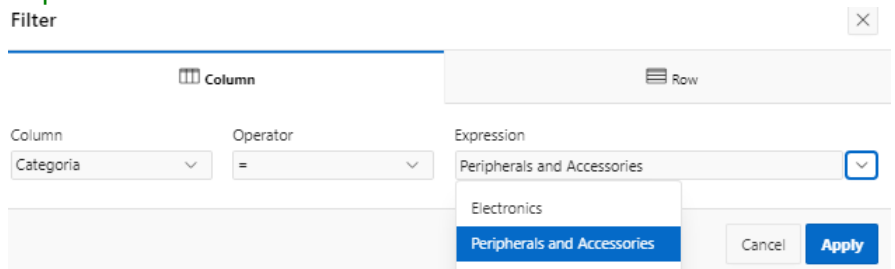 Filter
Column
Row
Column
Operator
Expression
Categoria
=
Peripherals and Accessories
Electronics
Peripherals and Accessories
Cancel
Apply